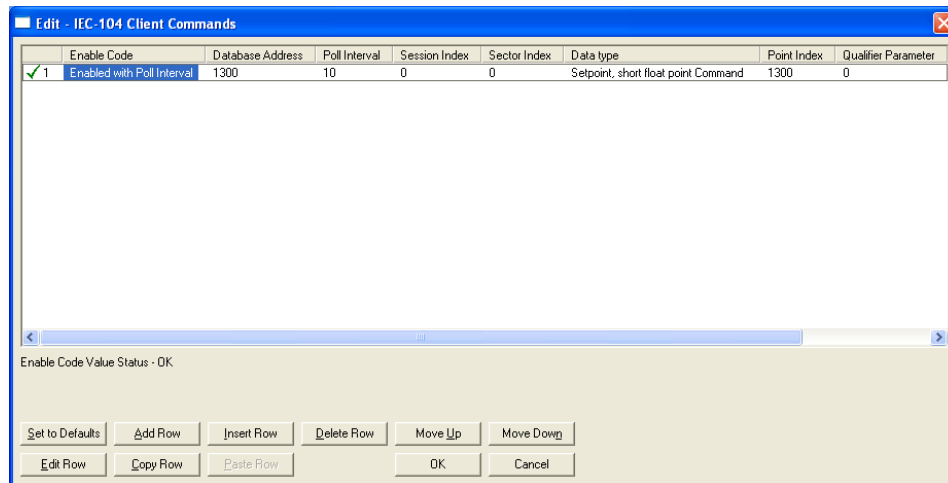 Edit - IEC-104 Client Commands
Enable Code Database Address Poll Interval Session Index Sector Index Data type Point Index Qualifier Parameter
1 Enabled with Poll Interval 1300 10 0 0 Setpoint, short float point Command 1300 0
Enable Code Value Status - OK
Set to Defaults Add Row Insert Row Delete Row Move Up Move Down
Edit Row Copy Row Paste Row OK Cancel